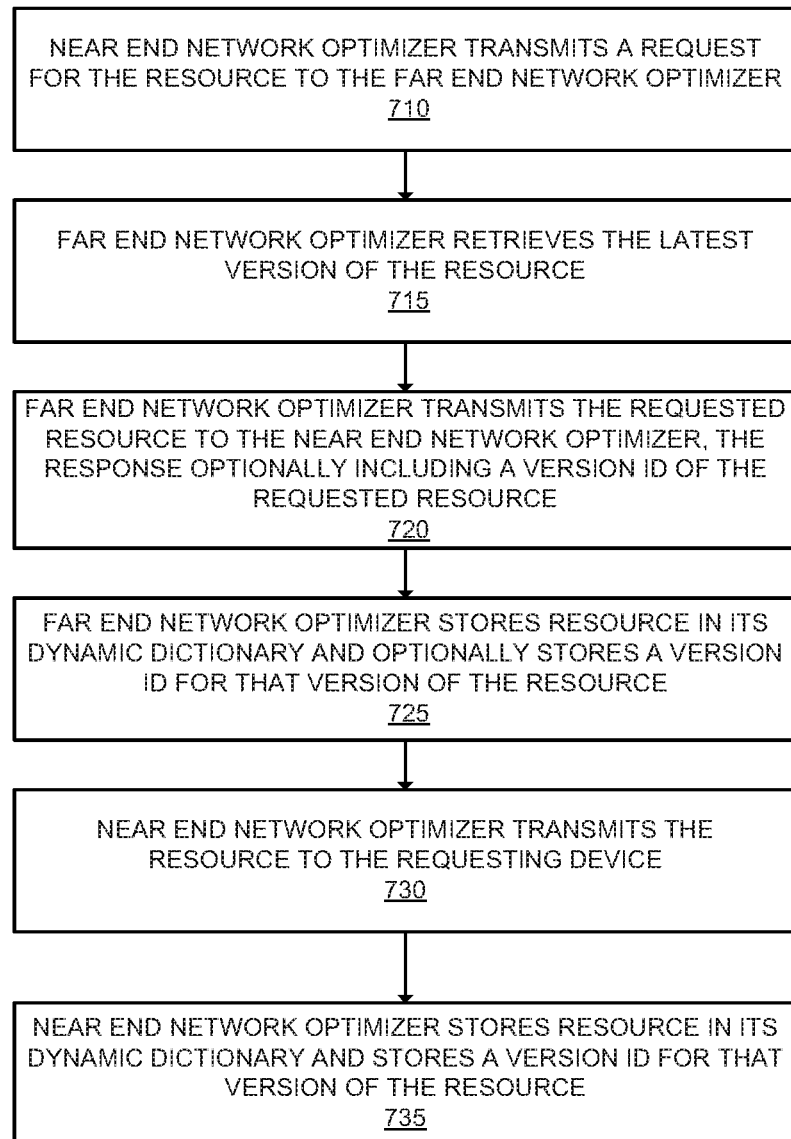 NEAR END NETWORK OPTIMIZER TRANSMITS A REQUEST
FOR THE RESOURCE TO THE FAR END NETWORK OPTIMIZER
710
FAR END NETWORK OPTIMIZER RETRIEVES THE LATEST
VERSION OF THE RESOURCE
715
FAR END NETWORK OPTIMIZER TRANSMITS THE REQUESTED
RESOURCE TO THE NEAR END NETWORK OPTIMIZER, THE
RESPONSE OPTIONALLY INCLUDING A VERSION ID OF THE
REQUESTED RESOURCE
720
FAR END NETWORK OPTIMIZER STORES RESOURCE IN ITS
DYNAMIC DICTIONARY AND OPTIONALLY STORES A VERSION
ID FOR THAT VERSION OF THE RESOURCE
725
NEAR END NETWORK OPTIMIZER TRANSMITS THE
RESOURCE TO THE REQUESTING DEVICE
730
NEAR END NETWORK OPTIMIZER STORES RESOURCE IN ITS
DYNAMIC DICTIONARY AND STORES A VERSION ID FOR THAT
VERSION OF THE RESOURCE
735